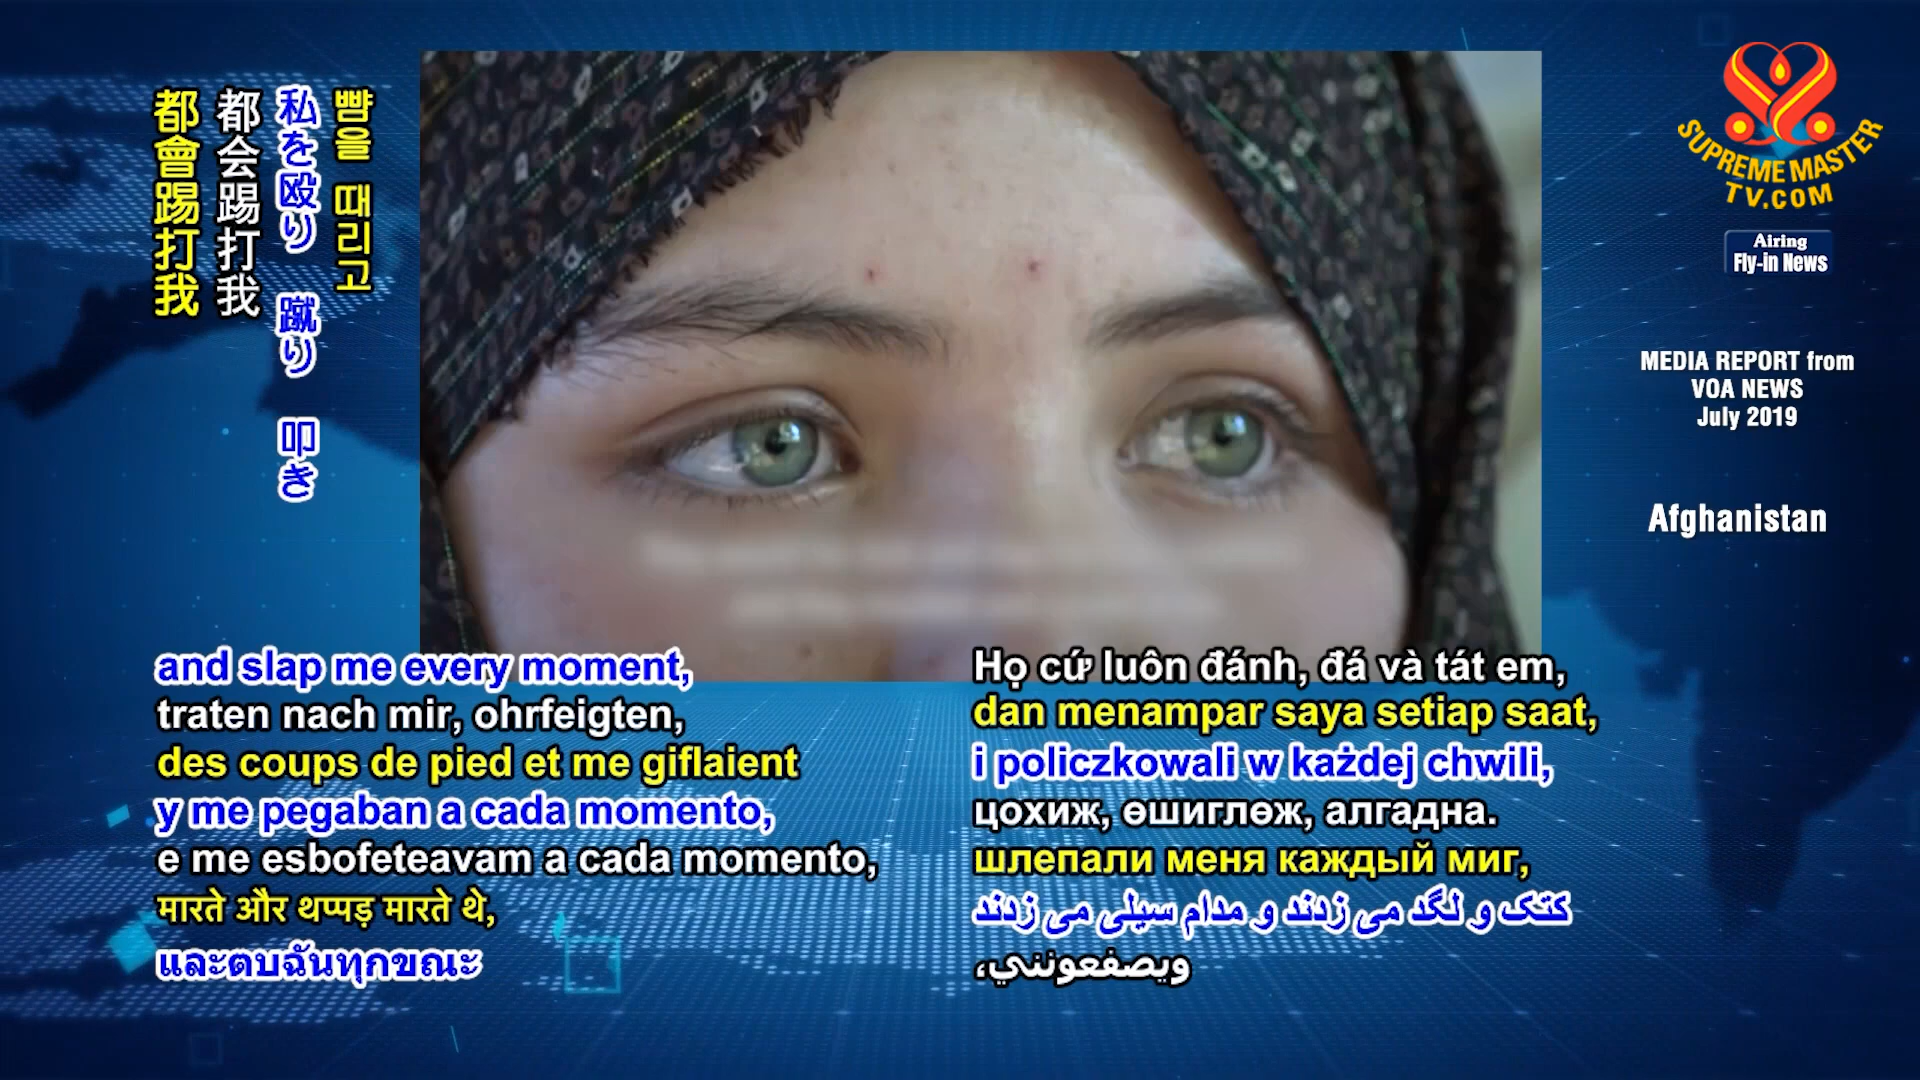 都會踢打我
都会踢打我
私を殴り 蹴り 叩き
뺨을 때리고
SUPREME MASTER
TV.COM
Airing
Fly-in News
MEDIA REPORT from
VOA NEWS
July 2019
Afghanistan
and slap me every moment,
traten nach mir, ohrfeigten,
des coups de pied et me giflaient
y me pegaban a cada momento,
e me esbofeteavam a cada momento,
मारते और थप्पड़ मारते थे,
และตบฉันทุกขณะ
Họ cứ luôn đánh, đá và tát em,
dan menampar saya setiap saat,
i policzkowali w każdej chwili,
цохиж, өшиглөж, алгадна.
шлепали меня каждый миг,
کتک و لگد می زدند و مدام سیلی می زدند
ويصفعونني،